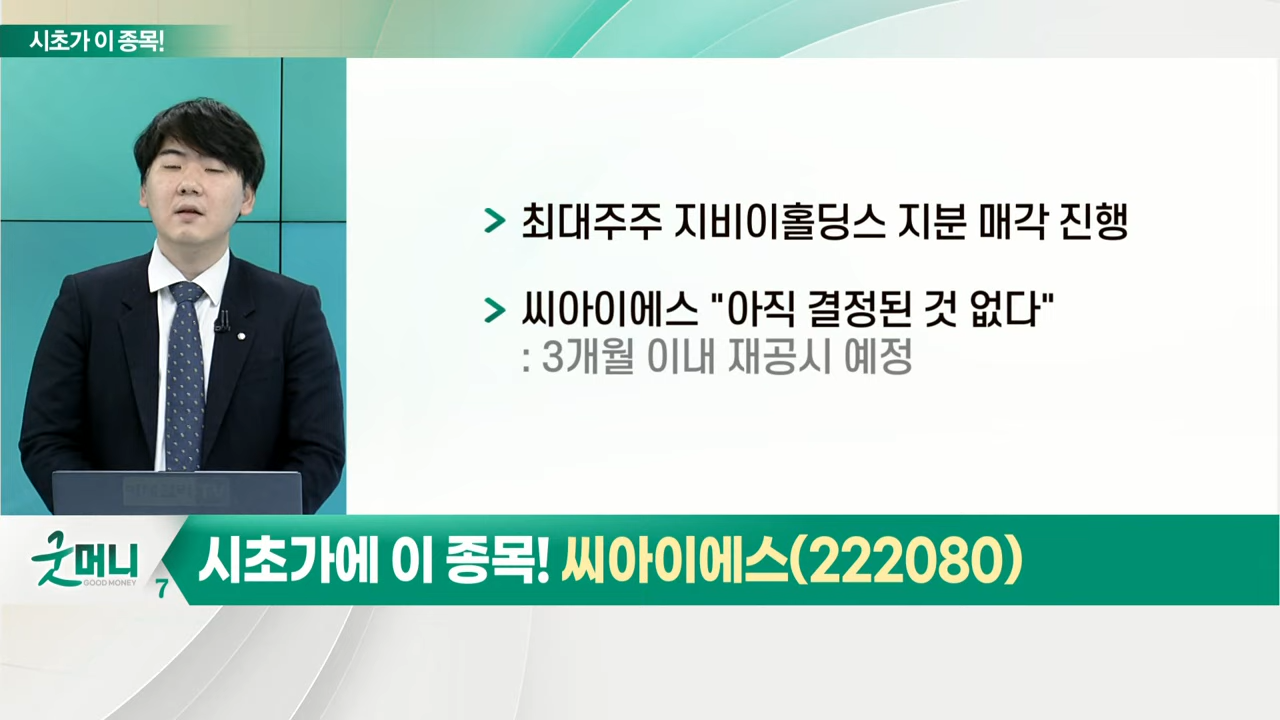 시초가 이 종목!
> 최대주주 지비이홀딩스 지분 매각 진행
> 씨아이에스 "아직 결정된 것 없다"
: 3개월 이내 재공시 예정
굿머니
GOOD MONEY
7
시초가에 이 종목! 씨아이에스(222080)